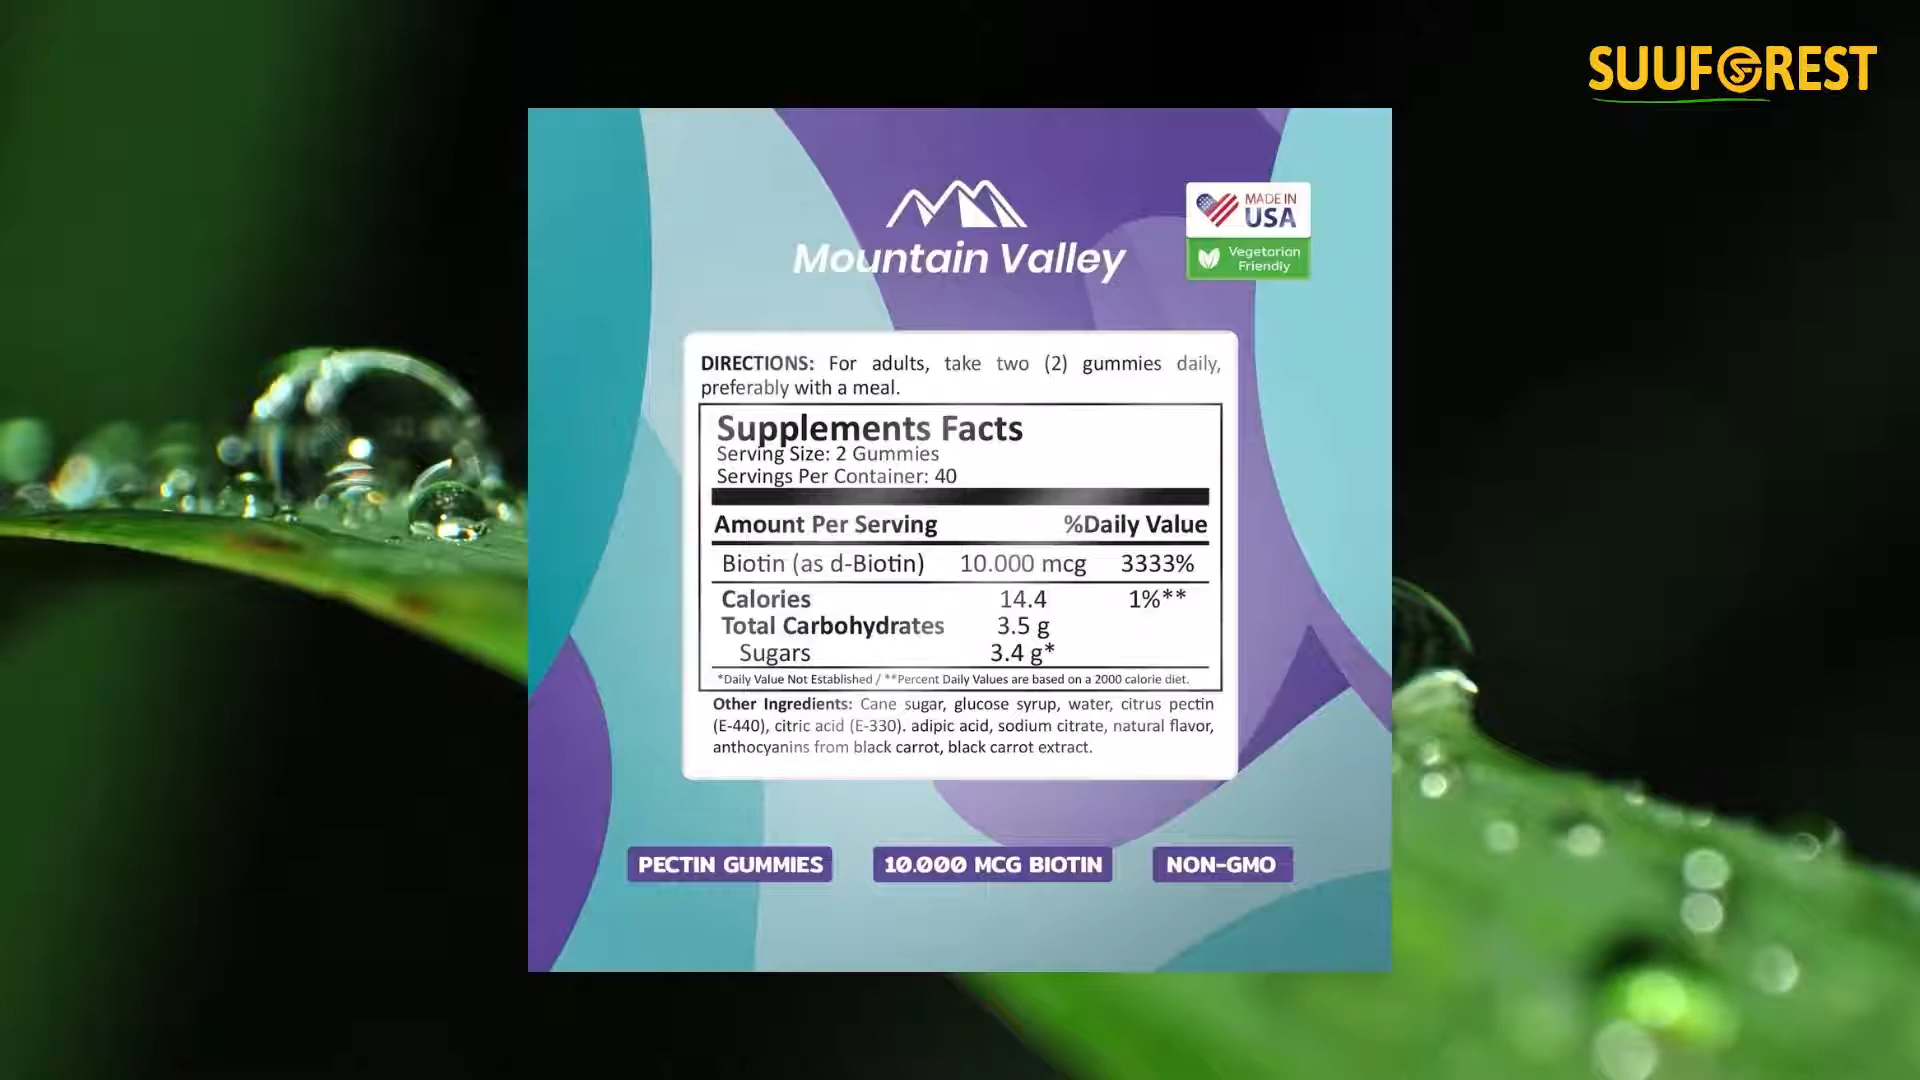 SUUFOREST
Mountain Valley
MADE IN
USA
Vegetarian
Friendly
DIRECTIONS: For adults, take two (2) gummies daily,
preferably with a meal.
Supplements Facts
Serving Size: 2 Gummies
Servings Per Container: 40
Amount Per Serving %Daily Value
Biotin (as d-Biotin) 10.000 mcg 3333%
Calories 14.4 1%**
Total Carbohydrates 3.5 g
Sugars 3.4 g*
*Daily Value Not Established / **Percent Daily Values are based on a 2000 calorie diet.
Other Ingredients: Cane sugar, glucose syrup, water, citrus pectin
(E-440), citric acid (E-330). adipic acid, sodium citrate, natural flavor,
anthocyanins from black carrot, black carrot extract.
PECTIN GUMMIES
10.000 MCG BIOTIN
NON-GMO